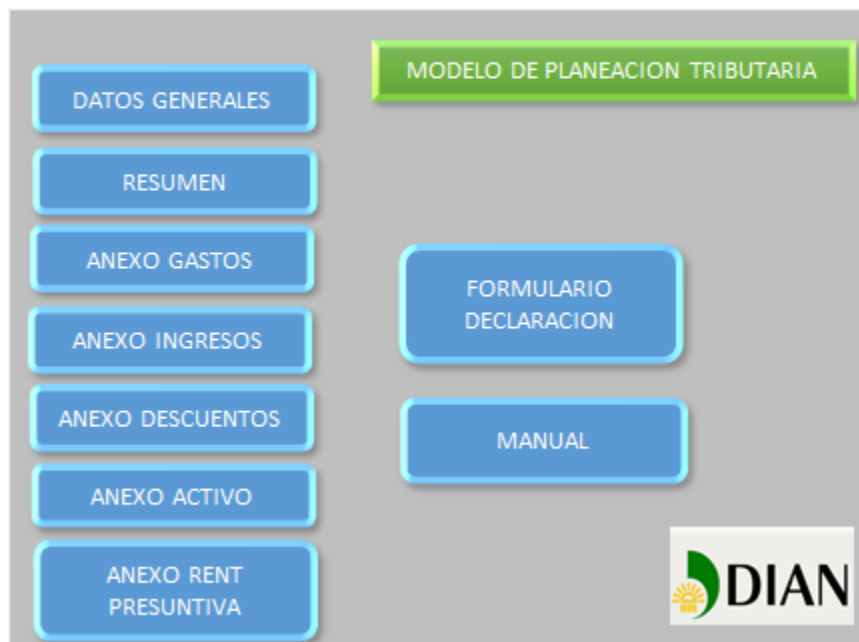 MODELO DE PLANEACION TRIBUTARIA
DATOS GENERALES
RESUMEN
ANEXO GASTOS
ANEXO INGRESOS
ANEXO DESCUENTOS
ANEXO ACTIVO
ANEXO RENT
PRESUNTIVA
FORMULARIO
DECLARACION
MANUAL
DIAN